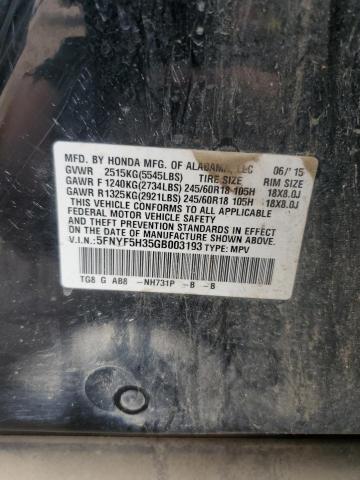 MFD. BY HONDA MFG. OF ALABAMA, LLC 06/'15
GVWR 2515KG(5545LBS) TIRE SIZE RIM SIZE
GAWR F 1240KG(2734LBS) 245/60R18 105H 18X8.0J
GAWR R1325KG(2921LBS) 245/60R18 105H 18X8.0J
THIS VEHICLE CONFORMS TO ALL APPLICABLE
FEDERAL MOTOR VEHICLE SAFETY, BUMPER,
AND THEFT PREVENTION STANDARDS IN EFFECT
ON THE DATE OF MANUFACTURE SHOWN ABOVE.
V.I.N.:5FNYF5H35GB003193 TYPE: MPV
TG8 G AB8 -NH731P -B -B